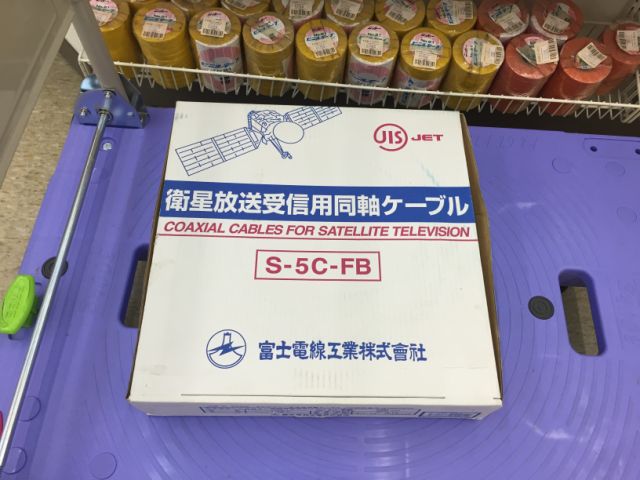 JIS JET
衛星放送受信用同軸ケーブル
COAXIAL CABLES FOR SATELLITE TELEVISION
S-5C-FB
富士電線工業株式會社